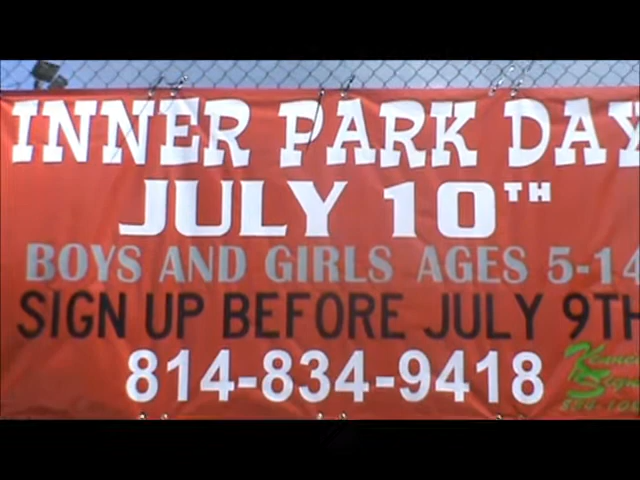 INNER PARK DAY
JULY 10TH
BOYS AND GIRLS AGES 5-14
SIGN UP BEFORE JULY 9TH
814-834-9418